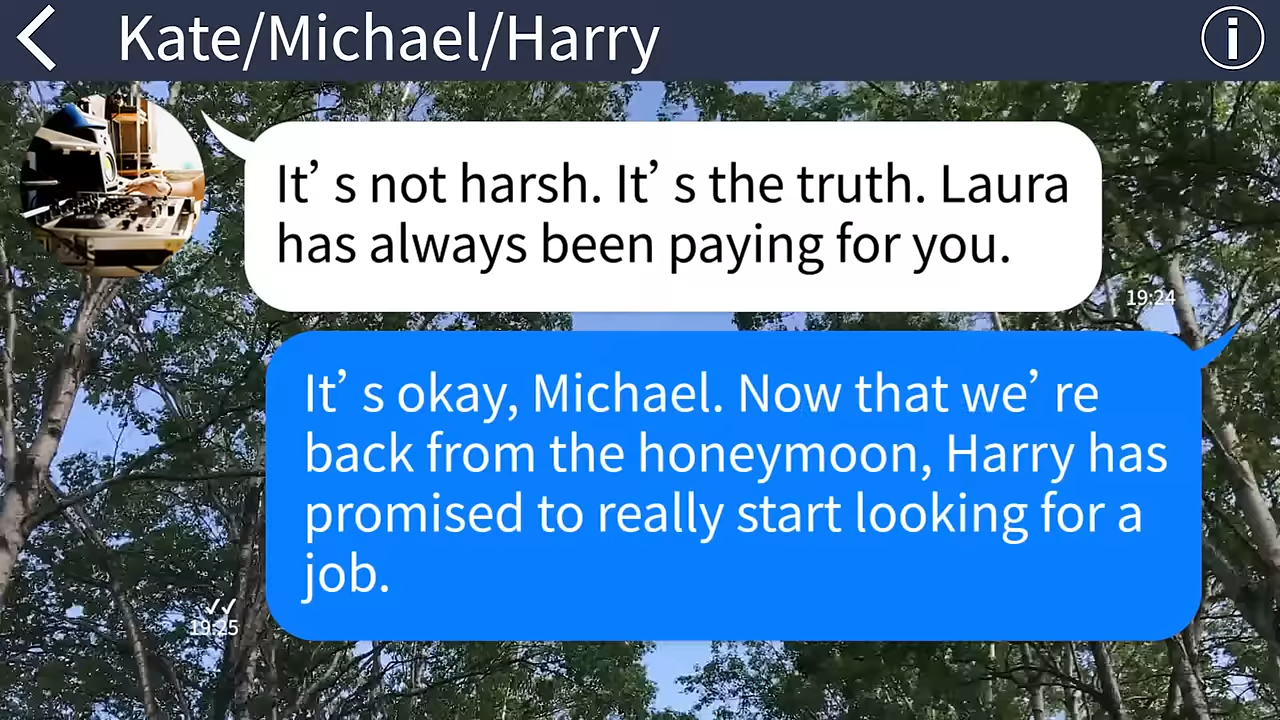 Kate/Michael/Harry
It’s not harsh. It’s the truth. Laura
has always been paying for you.
19:24
It’s okay, Michael. Now that we’re
back from the honeymoon, Harry has
promised to really start looking for a
job.
19:25